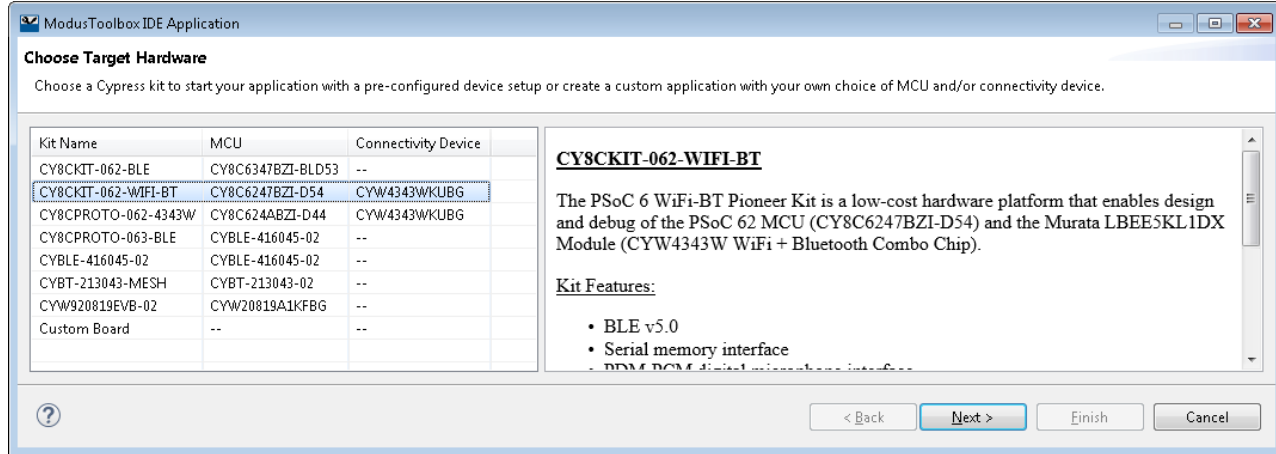 ModusToolbox IDE Application
Choose Target Hardware
Choose a Cypress kit to start your application with a pre-configured device setup or create a custom application with your own choice of MCU and/or connectivity device.
Kit Name MCU Connectivity Device
CY8CKIT-062-BLE CY8C6347BZI-BLD53 --
CY8CKIT-062-WIFI-BT CY8C6247BZI-D54 CYW4343WKUBG
CY8CPROTO-062-4343W CY8C624ABZI-D44 CYW4343WKUBG
CY8CPROTO-063-BLE CYBLE-416045-02 --
CYBLE-416045-02 CYBLE-416045-02 --
CYBT-213043-MESH CYBT-213043-02 --
CYW920819EVB-02 CYW20819A1KFBG --
Custom Board -- --
CY8CKIT-062-WIFI-BT
The PSoC 6 WiFi-BT Pioneer Kit is a low-cost hardware platform that enables design
and debug of the PSoC 62 MCU (CY8C6247BZI-D54) and the Murata LBEE5KL1DX
Module (CYW4343W WiFi + Bluetooth Combo Chip).
Kit Features:
• BLE v5.0
• Serial memory interface
• PDM-PCM digital microphone interface
? < Back Next > Finish Cancel